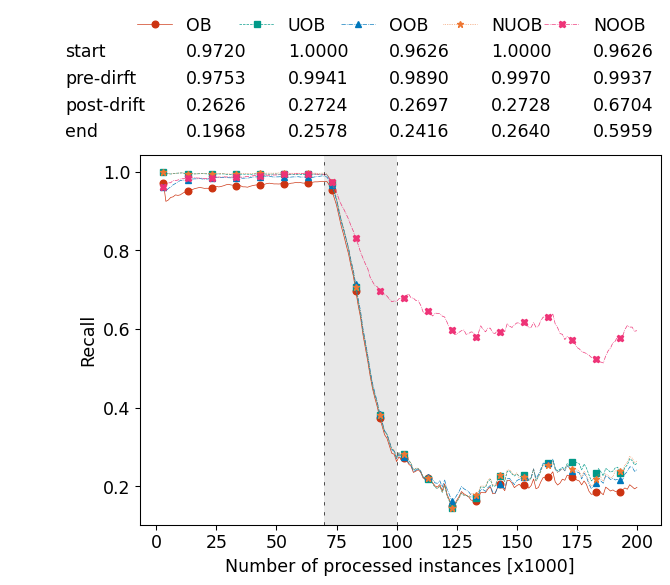 OB UOB OOB NUOB NOOB
start 0.9720 1.0000 0.9626 1.0000 0.9626
pre-dirft 0.9753 0.9941 0.9890 0.9970 0.9937
post-drift 0.2626 0.2724 0.2697 0.2728 0.6704
end 0.1968 0.2578 0.2416 0.2640 0.5959
1.0
0.8
0.6
0.4
0.2
Recall
0 25 50 75 100 125 150 175 200
Number of processed instances [x1000]